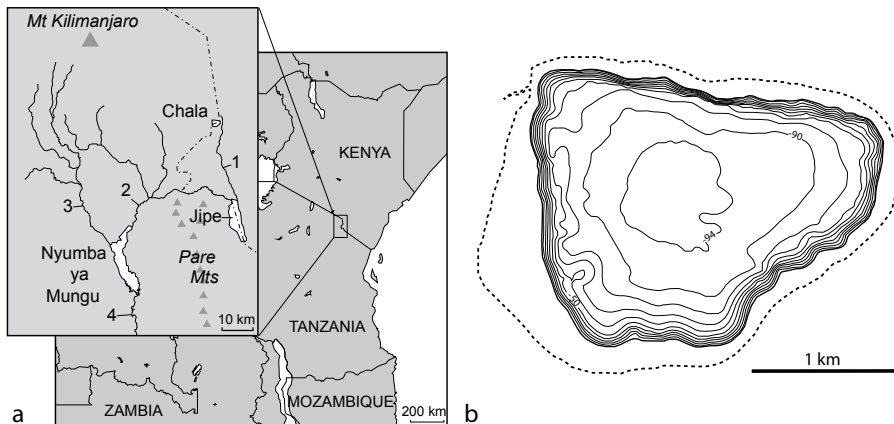 Mt Kilimanjaro
Chala
KENYA
1
2
3
Jipe
Nyumba
ya
Mungu
Pare
Mts
4
10 km
TANZANIA
ZAMBIA
MOZAMBIQUE
200 km
a
-90
-94
-50
1 km
b